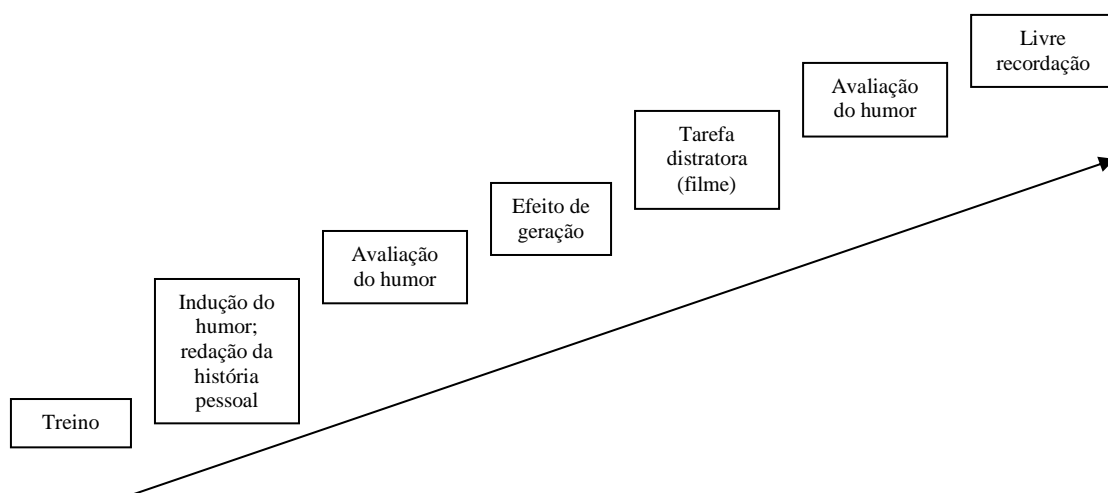 Treino
Indução do
humor;
redação da
história
pessoal
Avaliação
do humor
Efeito de
geração
Tarefa
distratora
(filme)
Avaliação
do humor
Livre
recordação